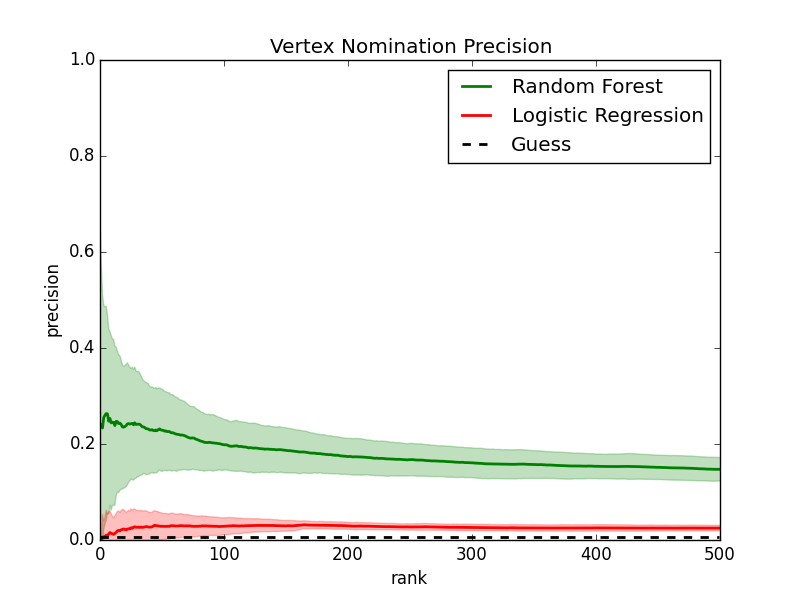 Vertex Nomination Precision
1.0
0.8
0.6
0.4
0.2
0.0
precision
Random Forest
Logistic Regression
Guess
0 100 200 300 400 500
rank